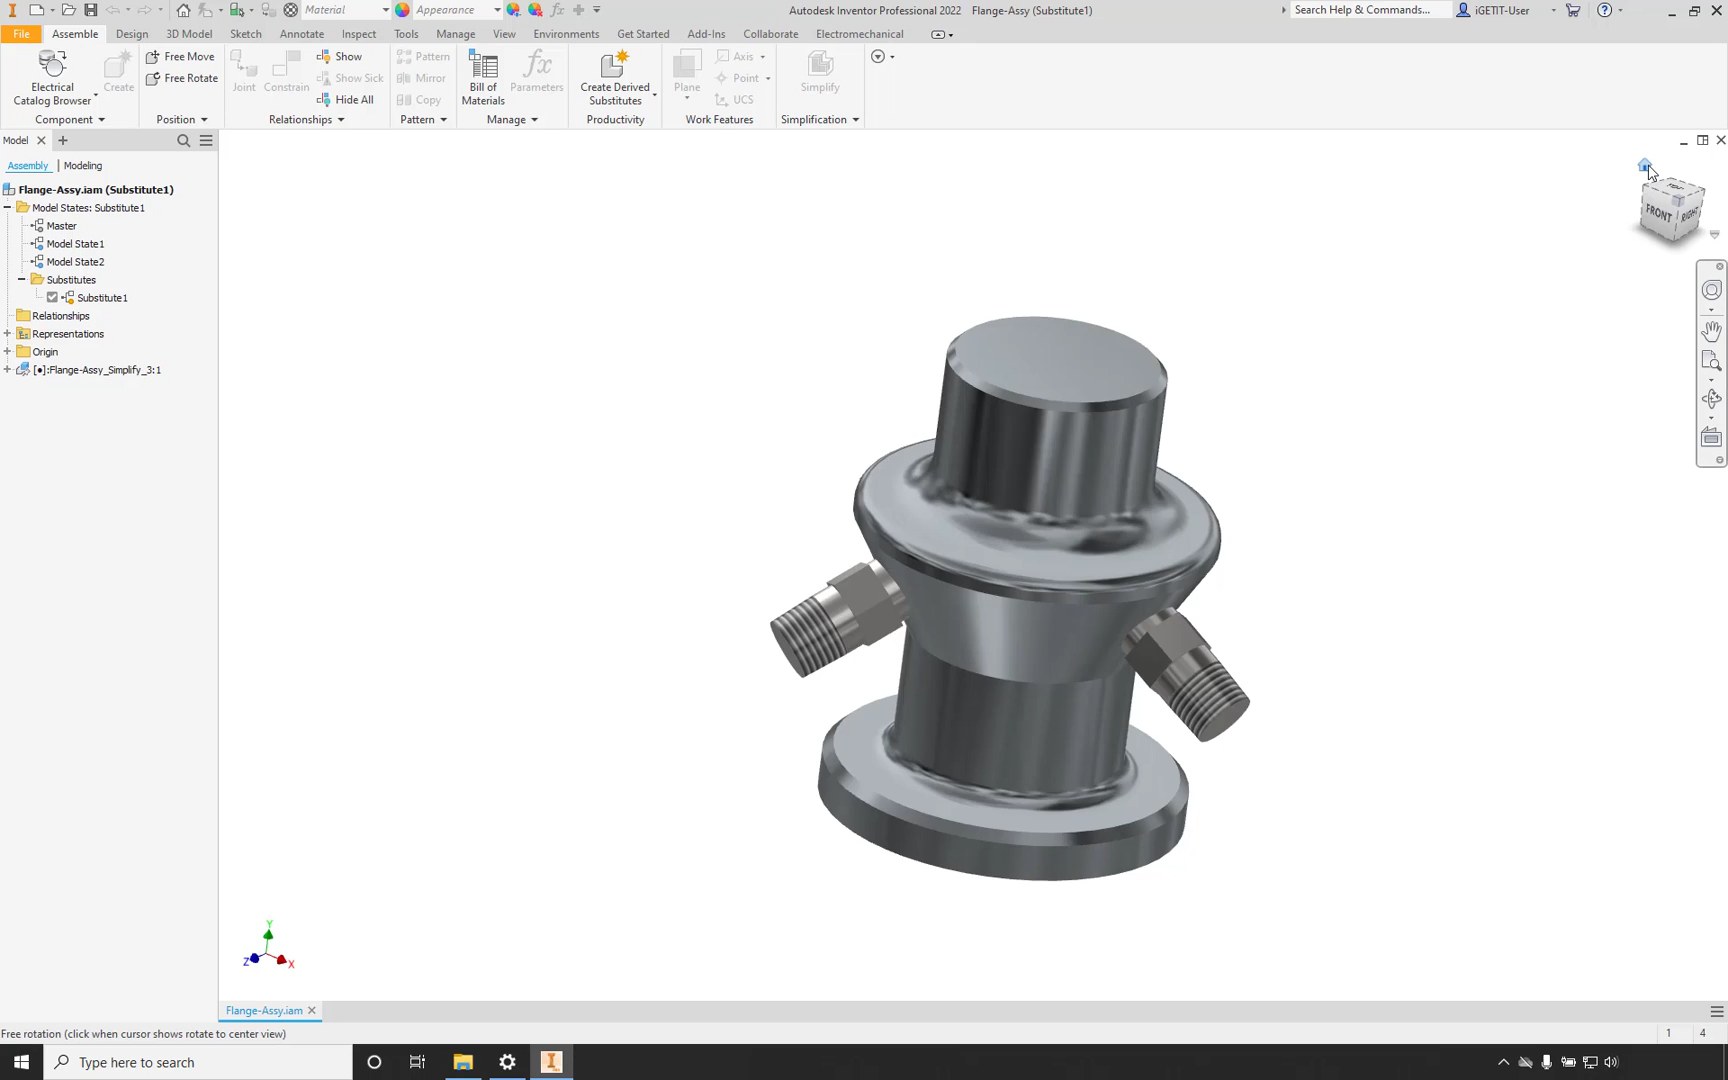 Material
Appearance
Autodesk Inventor Professional 2022 Flange-Assy (Substitute1)
Search Help & Commands...
iGETIT-User
File
Assemble
Design
3D Model
Sketch
Annotate
Inspect
Tools
Manage
View
Environments
Get Started
Add-Ins
Collaborate
Electromechanical
Electrical
Catalog Browser
Create
Free Move
Free Rotate
Joint
Constrain
Show
Show Sick
Hide All
Pattern
Mirror
Copy
Bill of
Materials
fx
Parameters
Create Derived
Substitutes
Plane
Axis
Point
UCS
Simplify
Component
Position
Relationships
Pattern
Manage
Productivity
Work Features
Simplification
Model
Assembly
Modeling
Flange-Assy.iam (Substitute1)
Model States: Substitute1
Master
Model State1
Model State2
Substitutes
Substitute1
Relationships
Representations
Origin
[●]:Flange-Assy_Simplify_3:1
TOP
FRONT
RIGHT
Y
Z
X
Flange-Assy.iam
Free rotation (click when cursor shows rotate to center view)
1
4
Type here to search